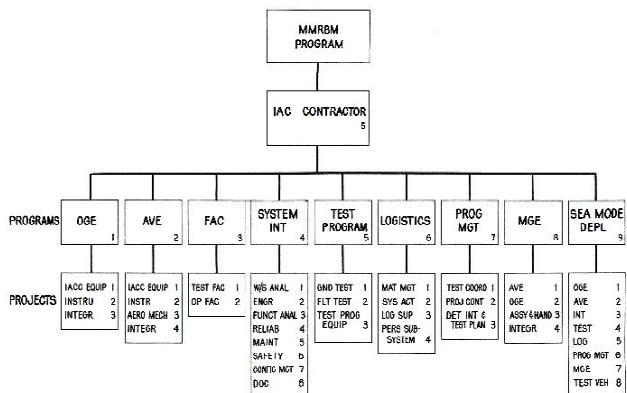 MMRBM
PROGRAM
IAC CONTRACTOR
5
PROGRAMS
OGE
1
AVE
2
FAC
3
SYSTEM
INT
4
TEST
PROGRAM
5
LOGISTICS
6
PROG
MGT
7
MGE
8
SEA MODE
DEPL
9
PROJECTS
IACC EQUIP 1
INSTRU 2
INTEGR 3
IACC EQUIP 1
INSTR 2
AERO MECH 3
INTEGR 4
TEST FAC 1
OP FAC 2
W/S ANAL 1
ENGR 2
FUNCT ANAL 3
RELIAB 4
MAINT 5
SAFETY 6
CONFIG MGT 7
DOC 8
GND TEST 1
FLT TEST 2
TEST PROG
EQUIP 3
MAT MGT 1
SYS ACT 2
LOG SUP 3
PERS SUB-
SYSTEM 4
TEST COORD 1
PROJ CONT 2
DET INT &
TEST PLAN 3
AVE 1
OGE 2
ASSY & HAND 3
INTEGR 4
OGE 1
AVE 2
INT 3
TEST 4
LOG 5
PROG MGT 6
MGE 7
TEST VEH 8